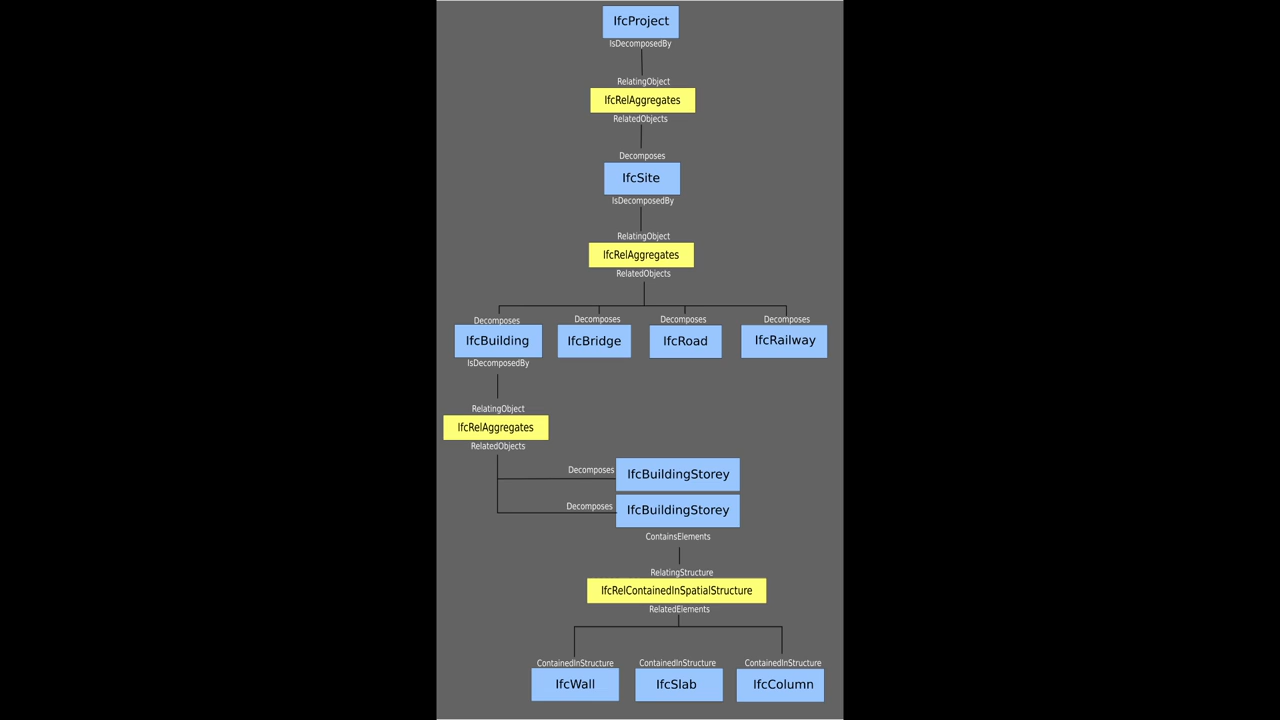 IfcProject
IsDecomposedBy
RelatingObject
IfcRelAggregates
RelatedObjects
Decomposes
IfcSite
IsDecomposedBy
RelatingObject
IfcRelAggregates
RelatedObjects
Decomposes Decomposes Decomposes Decomposes
IfcBuilding IfcBridge IfcRoad IfcRailway
IsDecomposedBy
RelatingObject
IfcRelAggregates
RelatedObjects
Decomposes IfcBuildingStorey
Decomposes IfcBuildingStorey
ContainsElements
RelatingStructure
IfcRelContainedInSpatialStructure
RelatedElements
ContainedInStructure ContainedInStructure ContainedInStructure
IfcWall IfcSlab IfcColumn